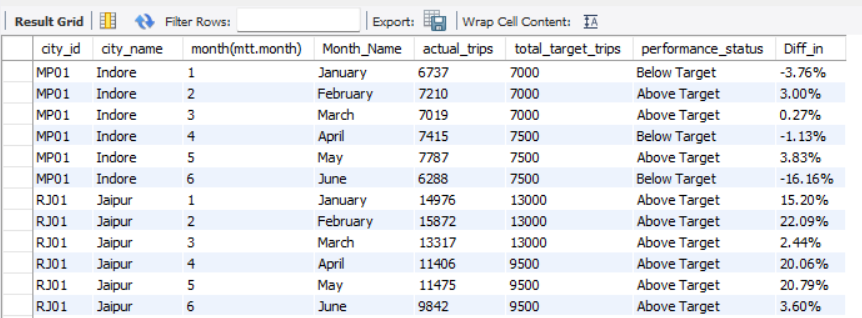 Result Grid Filter Rows: Export: Wrap Cell Content:
city_id city_name month(mtt.month) Month_Name actual_trips total_target_trips performance_status Diff_in
MP01 Indore 1 January 6737 7000 Below Target -3.76%
MP01 Indore 2 February 7210 7000 Above Target 3.00%
MP01 Indore 3 March 7019 7000 Above Target 0.27%
MP01 Indore 4 April 7415 7500 Below Target -1.13%
MP01 Indore 5 May 7787 7500 Above Target 3.83%
MP01 Indore 6 June 6288 7500 Below Target -16.16%
RJ01 Jaipur 1 January 14976 13000 Above Target 15.20%
RJ01 Jaipur 2 February 15872 13000 Above Target 22.09%
RJ01 Jaipur 3 March 13317 13000 Above Target 2.44%
RJ01 Jaipur 4 April 11406 9500 Above Target 20.06%
RJ01 Jaipur 5 May 11475 9500 Above Target 20.79%
RJ01 Jaipur 6 June 9842 9500 Above Target 3.60%